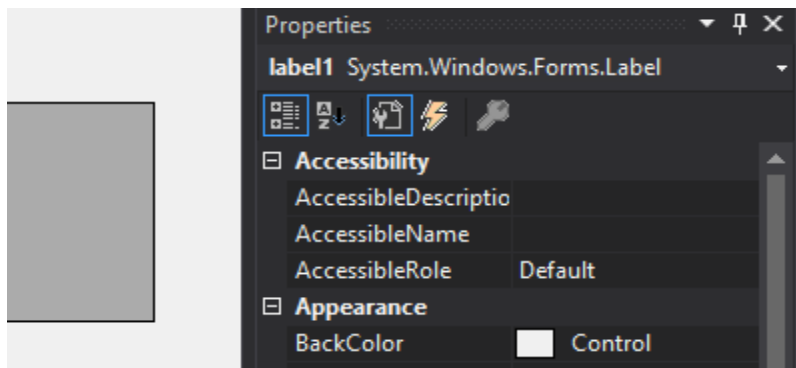 Properties
label1 System.Windows.Forms.Label
Accessibility
AccessibleDescriptio
AccessibleName
AccessibleRole Default
Appearance
BackColor Control